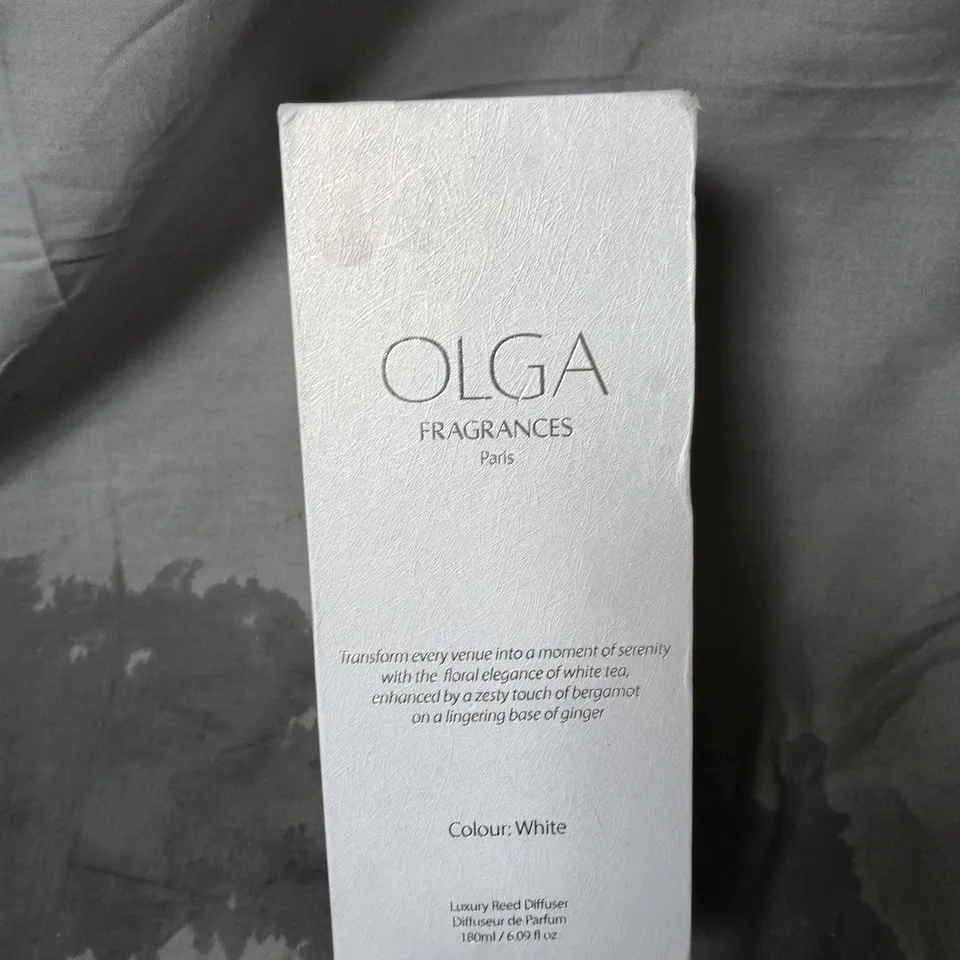 OLGA
FRAGRANCES
Paris
Transform every venue into a moment of serenity
with the floral elegance of white tea,
enhanced by a zesty touch of bergamot
on a lingering base of ginger
Colour: White
Luxury Reed Diffuser
Diffuseur de Parfum
180ml / 6.09 fl oz